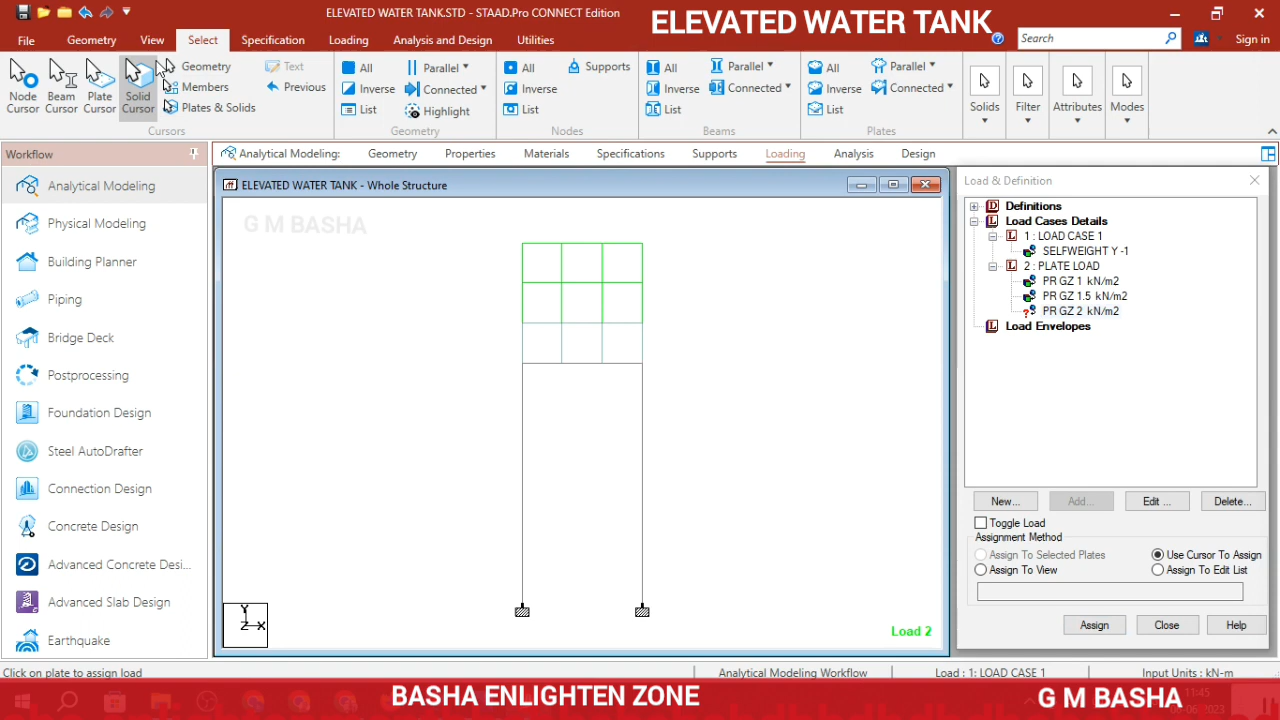 ELEVATED WATER TANK.STD - STAAD.Pro CONNECT Edition
ELEVATED WATER TANK
File Geometry View Select Specification Loading Analysis and Design Utilities
Search
Sign in
Node Cursor
Beam Cursor
Plate Cursor
Solid Cursor
Geometry
Members
Plates & Solids
Text
Previous
Cursors
All
Inverse
List
Parallel
Connected
Highlight
Geometry
All
Inverse
List
Supports
Nodes
All
Inverse
List
Parallel
Connected
Beams
All
Inverse
List
Parallel
Connected
Plates
Solids
Filter
Attributes
Modes
Workflow
Analytical Modeling: Geometry Properties Materials Specifications Supports Loading Analysis Design
Analytical Modeling
Physical Modeling
Building Planner
Piping
Bridge Deck
Postprocessing
Foundation Design
Steel AutoDrafter
Connection Design
Concrete Design
Advanced Concrete Desi...
Advanced Slab Design
Earthquake
ELEVATED WATER TANK - Whole Structure
G M BASHA
Y
Z X
Load 2
Load & Definition
D Definitions
L Load Cases Details
L 1 : LOAD CASE 1
SELFWEIGHT Y -1
L 2 : PLATE LOAD
PR GZ 1 kN/m2
PR GZ 1.5 kN/m2
? PR GZ 2 kN/m2
L Load Envelopes
New... Add... Edit ... Delete...
Toggle Load
Assignment Method
Assign To Selected Plates
Use Cursor To Assign
Assign To View
Assign To Edit List
Assign Close Help
Click on plate to assign load
Analytical Modeling Workflow
Load : 1: LOAD CASE 1
Input Units : kN-m
BASHA ENLIGHTEN ZONE
G M BASHA
11:45